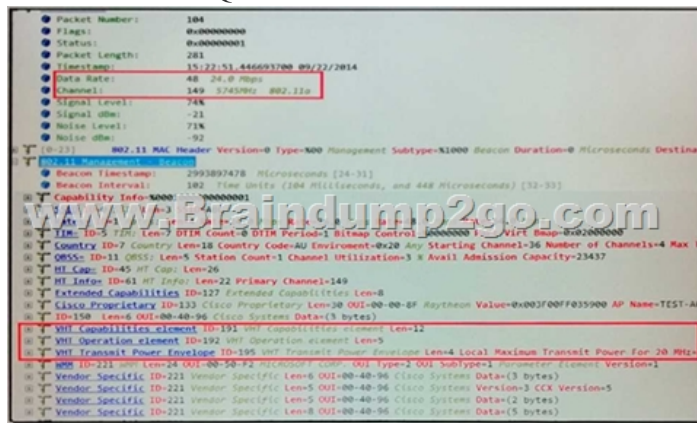 Packet Number: 104
Flags: 0x00000000
Status: 0x00000001
Packet Length: 281
Timestamp: 15:22:51.446693700 09/22/2014
Data Rate: 48 24.0 Mbps
Channel: 149 5745MHz 802.11a
Signal Level: 74%
Signal dBm: -21
Noise Level: 71%
Noise dBm: -92
[0-23] 802.11 MAC Header Version=0 Type=%00 Management Subtype=%1000 Beacon Duration=0 Microseconds Destina
802.11 Management - Beacon
Beacon Timestamp: 2993897478 Microseconds [24-31]
Beacon Interval: 102 Time Units (104 Milliseconds, and 448 Microseconds) [32-33]
Capability Info=%000
www.Braindump2go.com
TIM= ID=5 TIM: Len=5 DTIM Count=0 DTIM Period=1 Bitmap Control= Virt Bmap=0x02000000
Country ID=7 Country Len=18 Country Code=AU Enviroment=0x20 Any Starting Channel=36 Number of Channels=4 Max
QBSS= ID=11 QBSS: Len=5 Station Count=1 Channel Utilization=3 % Avail Admission Capacity=23437
HT Cap= ID=45 HT Cap: Len=26
HT Info= ID=61 HT Info: Len=22 Primary Channel=149
Extended Capabilities ID=127 Extended Capabilities Len=8
Cisco Proprietary ID=133 Cisco Proprietary Len=30 OUI=00-00-8F Raytheon Value=0x003F00FF035900 AP Name=TEST-A
ID=150 Len=6 OUI=00-40-96 Cisco Systems Data=(3 bytes)
VHT Capabilities element ID=191 VHT Capabilities element Len=12
VHT Operation element ID=192 VHT Operation element Len=5
VHT Transmit Power Envelope ID=195 VHT Transmit Power Envelope Len=4 Local Maximum Transmit Power For 20 MHz=
WMM ID=221 WMM Len=24 OUI=00-50-F2 MICROSOFT CORP. OUI Type=2 OUI Subtype=1 Parameter Element Version=1
Vendor Specific ID=221 Vendor Specific Len=6 OUI=00-40-96 Cisco Systems Data=(3 bytes)
Vendor Specific ID=221 Vendor Specific Len=5 OUI=00-40-96 Cisco Systems Version=3 CCX Version=5
Vendor Specific ID=221 Vendor Specific Len=5 OUI=00-40-96 Cisco Systems Data=(2 bytes)
Vendor Specific ID=221 Vendor Specific Len=8 OUI=00-40-96 Cisco Systems Data=(5 bytes)